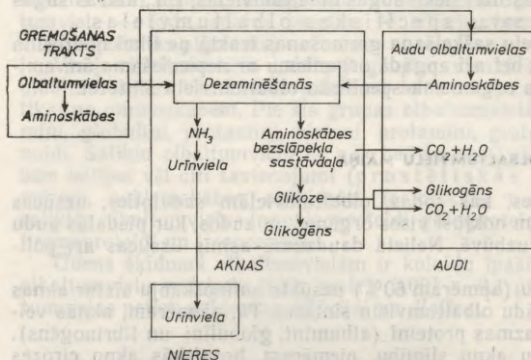 GREMOŠANAS
TRAKTS
Olbaltumvielas
Aminoskābes
Dezaminēšānās
NH3
Urīnviela
Aminoskābes
bezslāpekļa
sastāvdaļa
Glikoze
Glikogēns
AKNAS
Audu olbaltumvielas
Aminoskābes
CO2+H2O
Glikogēns
CO2+H2O
AUDI
Urīnviela
NIERES